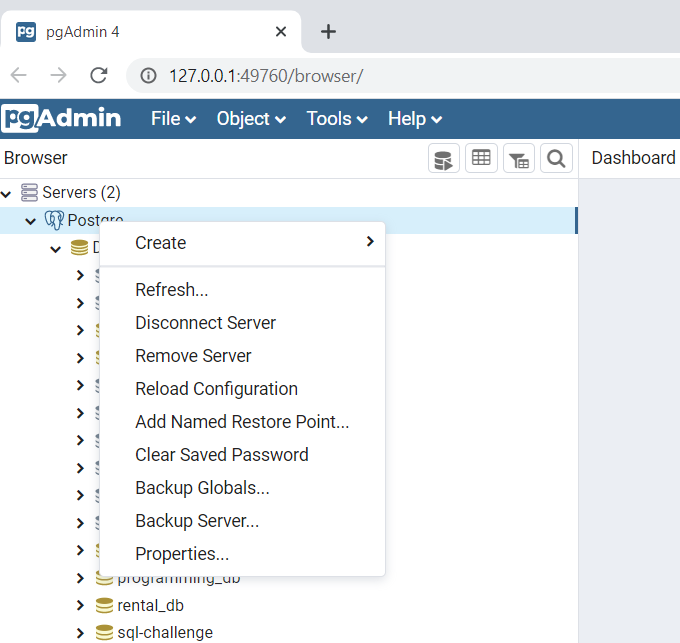 pg pgAdmin 4
127.0.0.1:49760/browser/
pgAdmin File Object Tools Help
Browser
Dashboard
Servers (2)
Create
Refresh...
Disconnect Server
Remove Server
Reload Configuration
Add Named Restore Point...
Clear Saved Password
Backup Globals...
Backup Server...
Properties...
programming_db
rental_db
sql-challenge